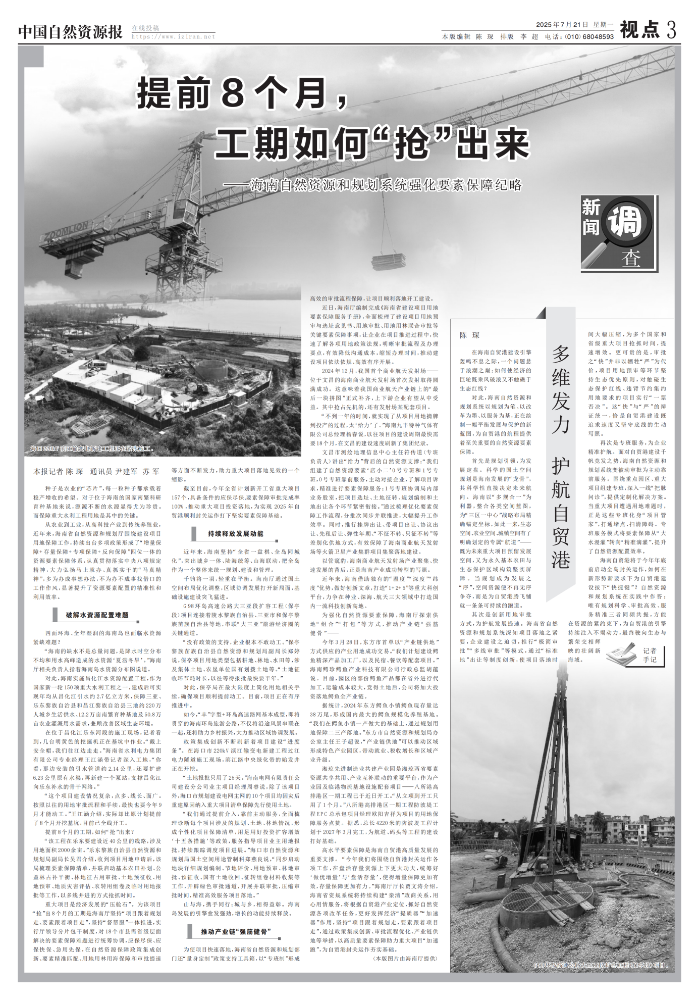 中国自然资源报
在线投稿
https://www.iziran.net
2025年7月21日 星期一
本版编辑 陈 琛 排版 李 超 电话：(010) 68048593
视点 3
提前8个月，
工期如何“抢”出来
——海南自然资源和规划系统强化要素保障纪略
新闻
调
查
ZOOMLION
海口220kV滨江输变电新建工程正在紧张施工。
本报记者 陈 琛 通讯员 尹建军 苏 军
种子是农业的“芯片”，每一粒种子都承载着
稳产增收的希望。对于位于海南的国家南繁科研
育种基地来说，源源不断的水源显得尤为珍贵。
而保障重大水利工程用地是其中的关键。
从农业到工业，从高科技产业到传统养殖业，
近年来，海南省自然资源和规划厅围绕建设项目
用地保障工作，持续出台多项政策形成了“增量保
障+存量保障+专项保障+反向保障”四位一体的
资源要素保障体系，认真贯彻落实中央八项规定
精神，大力弘扬马上就办、真抓实干的“马真精
神”，多为办成事想办法，不为办不成事找借口的
工作作风，显著提升了资源要素配置的精准性和
利用效率。
破解水资源配置难题
四面环海、全年湿润的海南岛也面临水资源
紧缺难题？
“海南的缺水不是总量问题，是降水时空分布
不均和用水高峰造成的水资源‘夏涝冬旱’。”海南
厅相关负责人指着海南岛水资源分布图说道。
对此，海南实施昌化江水资源配置工程，作为
国家新一轮150项重大水利工程之一，建成后可实
现年均从昌化江引水约2.7亿立方米，保障三亚、
乐东黎族自治县和昌江黎族自治县三地约220万
人城乡生活供水、12.2万亩南繁育种基地及50.8万
亩农业灌溉用水需求，兼顾改善区域生态环境。
在位于昌化江乐东河段的施工现场，记者看
到，几台明黄色的挖掘机正在基坑中作业。“戴上
安全帽，我们往江边走走。”海南省水利电力集团
有限公司专业经理王江涵带记者深入工地，“你
看，那边安装的引水管道约2.14公里，还要扩建
6.23公里原有水渠，再新建一个泵站，支撑昌化江
向乐东补水的骨干网络。”
“这个项目建设情况复杂，点多、线长、面广。
按照以往的用地审批流程和手续，最快也要今年9
月才能动工。”王江涵介绍，实际却比原计划提前
了8个月开挖基坑，目前已全线开工。
提前8个月的工期，如何“抢”出来？
“该工程在乐东要建设近40公里的线路，涉及
用地面积2000余亩。”乐东黎族自治县自然资源和
规划局副局长吴君介绍，收到项目用地申请后，该
局梳理要素保障清单，并联启动基本农田补划、公
益林占补平衡、林地征占用审批、土地预征收、用
地预审、地质灾害评估、农转用组卷及临时用地报
批等工作，以多线并进的方式抢抓时间。
重大项目是经济发展的“压舱石”。为该项目
“抢”出8个月的工期是海南厅坚持“项目跟着规划
走、要素跟着项目走”，坚持“督帮服”一体推进，实
行厅领导分片包干制度，对18个市县需省级层面
解决的要素保障难题进行统筹协调，应保尽保、应
保快保、急用先保，在自然资源保障政策集成创
新、要素精准匹配、用地用林用海保障和审批提速
等方面不断发力，助力重大项目落地见效的一个
缩影。
截至目前，今年全省计划新开工省重大项目
157个，具备条件的应保尽保，要素保障审批完成率
100%，推动重大项目投资落地，为实现2025年自
贸港顺利封关运作打下坚实要素保障基础。
持续释放发展动能
近年来，海南坚持“全省一盘棋、全岛同城
化”，突出城乡一体、陆海统筹、山海联动，把全岛
作为一个整体来统一规划、建设和管理。
千钧将一羽，轻重在平衡。海南厅通过国土
空间布局优化调整，区域协调发展打开新局面，基
础设施建设突飞猛进。
G98环岛高速公路大三亚段扩容工程（保亭
段）项目连接着陵水黎族自治县、三亚市和保亭黎
族苗族自治县等地，串联“大三亚”旅游经济圈的
关键通道。
“没有政策的支持，企业根本不敢动工。”保亭
黎族苗族自治县自然资源和规划局副局长郑婷
说，保亭项目用地类型包括耕地、林地、水田等，涉
及集体土地、农垦单位国有划拨土地等。“土地征
收环节耗时长，以往等待报批最快要半年。”
对此，保亭局在最大限度上简化用地相关手
续，确保项目顺利提前动工。目前，项目正在有序
推进中。
如今，“丰”字型+环岛高速路网基本成型，即将
贯穿的海南环岛旅游公路，不仅将沿途风景串联在
一起，还将助力乡村振兴，大力推动区域协调发展。
政策集成创新不断刷新着项目建设“进度
条”。在海口市220kV滨江输变电新建工程过江
电力隧道施工现场，滨江路中央绿化带的始发井
正在开挖。
“土地报批只用了25天。”海南电网有限责任公
司建设分公司业主项目经理周睿说，除了该项目
外，海口市规划建设电网主网的10个项目均因灾后
重建原因纳入重大项目清单保障先行使用土地。
“我们通过提前介入，靠前主动服务，全面梳
理诊断每个项目涉及的规划、土地、林地情况，形
成个性化项目保障清单，用足用好投资扩容增效
‘十五条措施’等政策，服务指导项目业主用地报
批，持续跟踪调度项目进展。”海口市自然资源和
规划局国土空间用途管制科郑燕良说，“同步启动
地块详细规划编制、节地评价、用地预审、林地审
批、预征收、国有土地收回、征转组卷材料收集等
工作，开辟绿色审批通道，开展并联审批，压缩审
批时间，精准高效服务项目落地。”
山与海，携手同行；城与乡，相得益彰。海南
岛发展的引擎愈发强劲，增长的动能持续释放。
推动产业链“强筋健骨”
为使项目快速落地，海南省自然资源和规划部
门还“量身定制”政策支持工具箱，以“专班制”形成
高效的审批流程保障，让项目顺利落地开工建设。
近日，海南厅编制完成《海南省建设项目用地
要素保障服务手册》，全面梳理了建设项目用地预
审与选址意见书、用地审批、用地用林联合审批等
关键要素保障事项，让企业在项目推进过程中，快
速了解各项用地政策法规，明晰审批流程及办理
要点，有效降低沟通成本，缩短办理时间，推动建
设项目依法依规、高效有序开展。
2024年12月，我国首个商业航天发射场——
位于文昌的海南商业航天发射场首次发射取得圆
满成功。这意味着我国商业航天产业链上的“最
后一块拼图”正式补齐，上下游企业有望从中受
益。其中抢占先机的，还有发射场某配套项目。
“不到一年的时间，就实现了从项目用地摘牌
到投产的过程，太‘给力’了。”海南九丰特种气体有
限公司总经理杨春说，以往项目的建设周期最快需
要18个月，在文昌的建设速度刷新了集团纪录。
文昌市测绘地理信息中心主任符传道（专班
负责人）讲出“给力”背后的自然资源支撑：“我们
组建了自然资源要素‘店小二’0号专班和1号专
班，0号专班靠前服务，主动对接企业，了解项目诉
求，精准进行要素保障服务；1号专班协调局内部
业务股室，把项目选址、土地征转、规划编制和土
地出让各个环节紧密衔接。”通过梳理优化要素保
障工作流程，分批次同步并联推进，大幅提升工作
效率。同时，推行挂牌出让、带项目出让、协议出
让、先租后让、弹性年期、“不征不转、只征不转”等
差别化供地方式，有效保障了海南商业航天发射
场等火箭卫星产业集群项目集聚落地建设。
以管窥豹，海南商业航天发射场产业聚集、快
速发展的背后，正是海南产业成功转型的写照。
近年来，海南借助独有的“温度”“深度”“纬
度”优势，做好创新文章，打造“1+2+5”等重大科创
平台，力争在种业、深海、航天三大领域中打造国
内一流科技创新高地。
为强化自然资源要素保障，海南厅探索供
地“组合”“打包”等方式，推动产业链“强筋
健骨”——
今年3月28日，东方市首单以“产业链供地”
方式供应的产业用地成功交易。“我们计划建设鳄
鱼精深产品加工厂，以及民宿、餐饮等配套项目。”
海南鳄珍鳄鱼产业科技有限公司行政总监胡蕴
说。目前，园区的部份鳄鱼产品都在省外进行代
加工，运输成本较大，竞得土地后，公司将加大投
资落地鳄鱼全产业链。
据统计，2024年东方鳄鱼小镇鳄鱼现存量达
38万尾，形成国内最大的鳄鱼规模化养殖基地。
“我们在鳄鱼小镇一产做大的基础上，通过规划用
地保障二三产落地。”东方市自然资源和规划局办
公室主任王子超说，“产业链供地”可以推动区域
形成特色产业园区，带动就业、税收增长和区域产
业升级。
湘琼先进制造业共建产业园是湘琼两省要素
资源共享共用、产业互补联动的重要平台，作为产
业园及临港物流基地设施配套项目——八所港高
排港区一期工程已于近日开工。“从立项到开工只
用了1个月。”八所港高排港区一期工程防波堤工
程EPC总承包项目经理欧阳吉祥为项目的用地保
障服务点赞。据悉，总长4220米的防波堤工程计
划于2027年3月完工，为航道、码头等工程的建设
打好基础。
高水平要素保障是海南自贸港高质量发展的
重要支撑。“今年我们将围绕自贸港封关运作各
项工作，在盘活存量资源上下更大功夫，统筹好
‘做优增量’与‘盘活存量’，使得增量保障更加有
效，存量保障更加有力。”海南厅厅长贾文涛介绍，
海南省资规系统将持续构建“亲清”政商关系，用
心用情服务，将根据自贸港产业定位，抓好自然资
源各项改革任务，更好发挥经济“提质器”“加速
器”作用，坚持“项目跟着规划走，要素跟着项目
走”，通过政策集成创新、审批流程优化、产业链供
地等举措，以高质量要素保障助力重大项目“加速
跑”，为自贸港封关运作夯实基础。
（本版图片由海南厅提供）
多维发力 护航自贸港
陈 琛
在海南自贸港建设引擎
轰鸣不息之际，一个问题悬
于浪潮之巅：如何使经济的
巨轮既乘风破浪又不触礁于
生态红线？
对此，海南自然资源和
规划系统以规划为笔、以改
革为墨、以服务为基，正在绘
制一幅平衡发展与保护的新
蓝图，为自贸港的航程提供
着至关重要的自然资源要素
保障。
首先是规划引领，为发
展定盘。科学的国土空间
规划是海南发展的“龙骨”，
其科学性直接决定未来航
向。海南以“多规合一”为
利器，整合各类空间蓝图，
为“三区一中心”战略布局精
确锚定坐标，如此一来，生态
空间、农业空间、城镇空间有了
明确划定的专属“航道”——
既为未来重大项目预留发展
空间，又为永久基本农田与
生态保护区域构筑坚实屏
障。当规划成为发展之
“序”，空间资源便不再无序
争夺，而是为自贸港腾飞铺
就一条条可持续的跑道。
其次是创新用地审批
方式，为护航发展提速。海南省自然
资源和规划系统深知项目落地之紧
要，企业建设之迫切，推行“极简审
批”“多线审批”等模式，通过“标准
地”出让等制度创新，使项目落地时
间大幅压缩，为多个国家和
省级重大项目抢抓时间，提
速增效。更可贵的是，审批
之“快”并非以牺牲“严”为代
价，项目用地预审等环节坚
持生态优先原则，对触碰生
态保护红线、违背节约集约
用地要求的项目实行“一票
否决”。这“快”与“严”的辩
证统一，恰是自贸港建设既
追求速度又坚守底线的生动
写照。
再次是专班服务，为企业
精准护航。面对自贸港建设千
帆竞发之势，海南自然资源和
规划系统变被动审批为主动靠
前服务。围绕重点园区、重大
项目组建专班，深入一线“把脉
问诊”，提供定制化解决方案。
当重大项目遭遇用地难题时，
正是这些专班化身“项目管
家”，打通堵点、扫清障碍。专
班服务模式将要素保障从“大
水漫灌”转向“精准滴灌”，提升
了自然资源配置效率。
海南自贸港将于今年年底
前启动全岛封关运作，如何在
新形势新要求下为自贸港建
设按下“快捷键”？自然资源
和规划系统在实践中作答：
唯有规划科学、审批高效、服
务精准三者同频共振，方能
在资源的紧约束下，为自贸港的引擎
持续注入不竭动力，最终驶向生态与
繁荣交相辉
映的壮阔新
海域。
记者
手记
G98环岛高速公路大三亚段扩容工程（保亭段）项目。